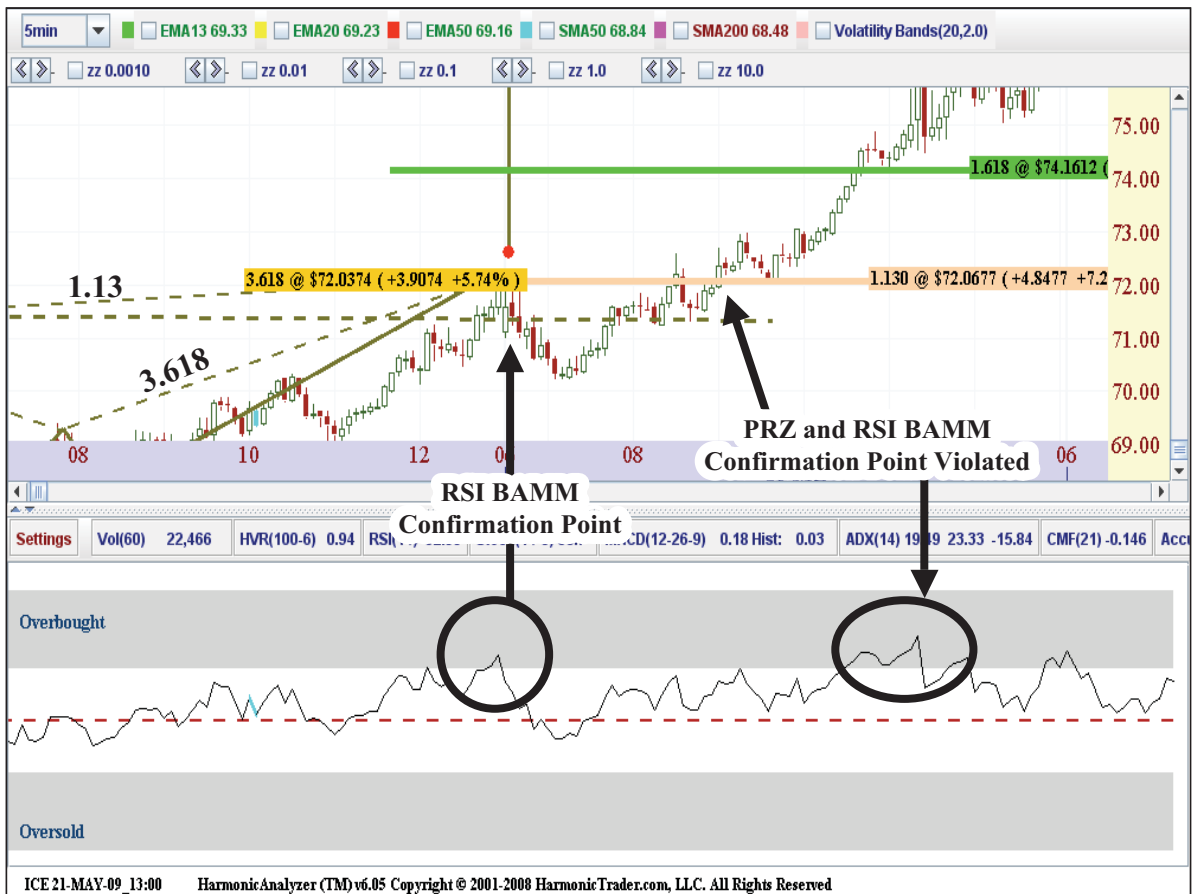 5min EMA13 69.33 EMA20 69.23 EMA50 69.16 SMA50 68.84 SMA200 68.48 Volatility Bands(20,2.0)
zz 0.0010 zz 0.01 zz 0.1 zz 1.0 zz 10.0
75.00
1.618 @ $74.1612 (
74.00
73.00
1.13
3.618 @ $72.0374 ( +3.9074 +5.74% )
1.130 @ $72.0677 ( +4.8477 +7.2
72.00
71.00
3.618
70.00
69.00
PRZ and RSI BAMM
Confirmation Point Violated
08 10 12 08 06
RSI BAMM
Confirmation Point
Settings Vol(60) 22,466 HVR(100-6) 0.94 0.18 Hist: 0.03 ADX(14) 23.33 -15.84 CMF(21) -0.146
Overbought
Oversold
ICE 21-MAY-09_13:00 HarmonicAnalyzer (TM) v6.05 Copyright © 2001-2008 HarmonicTrader.com, LLC. All Rights Reserved